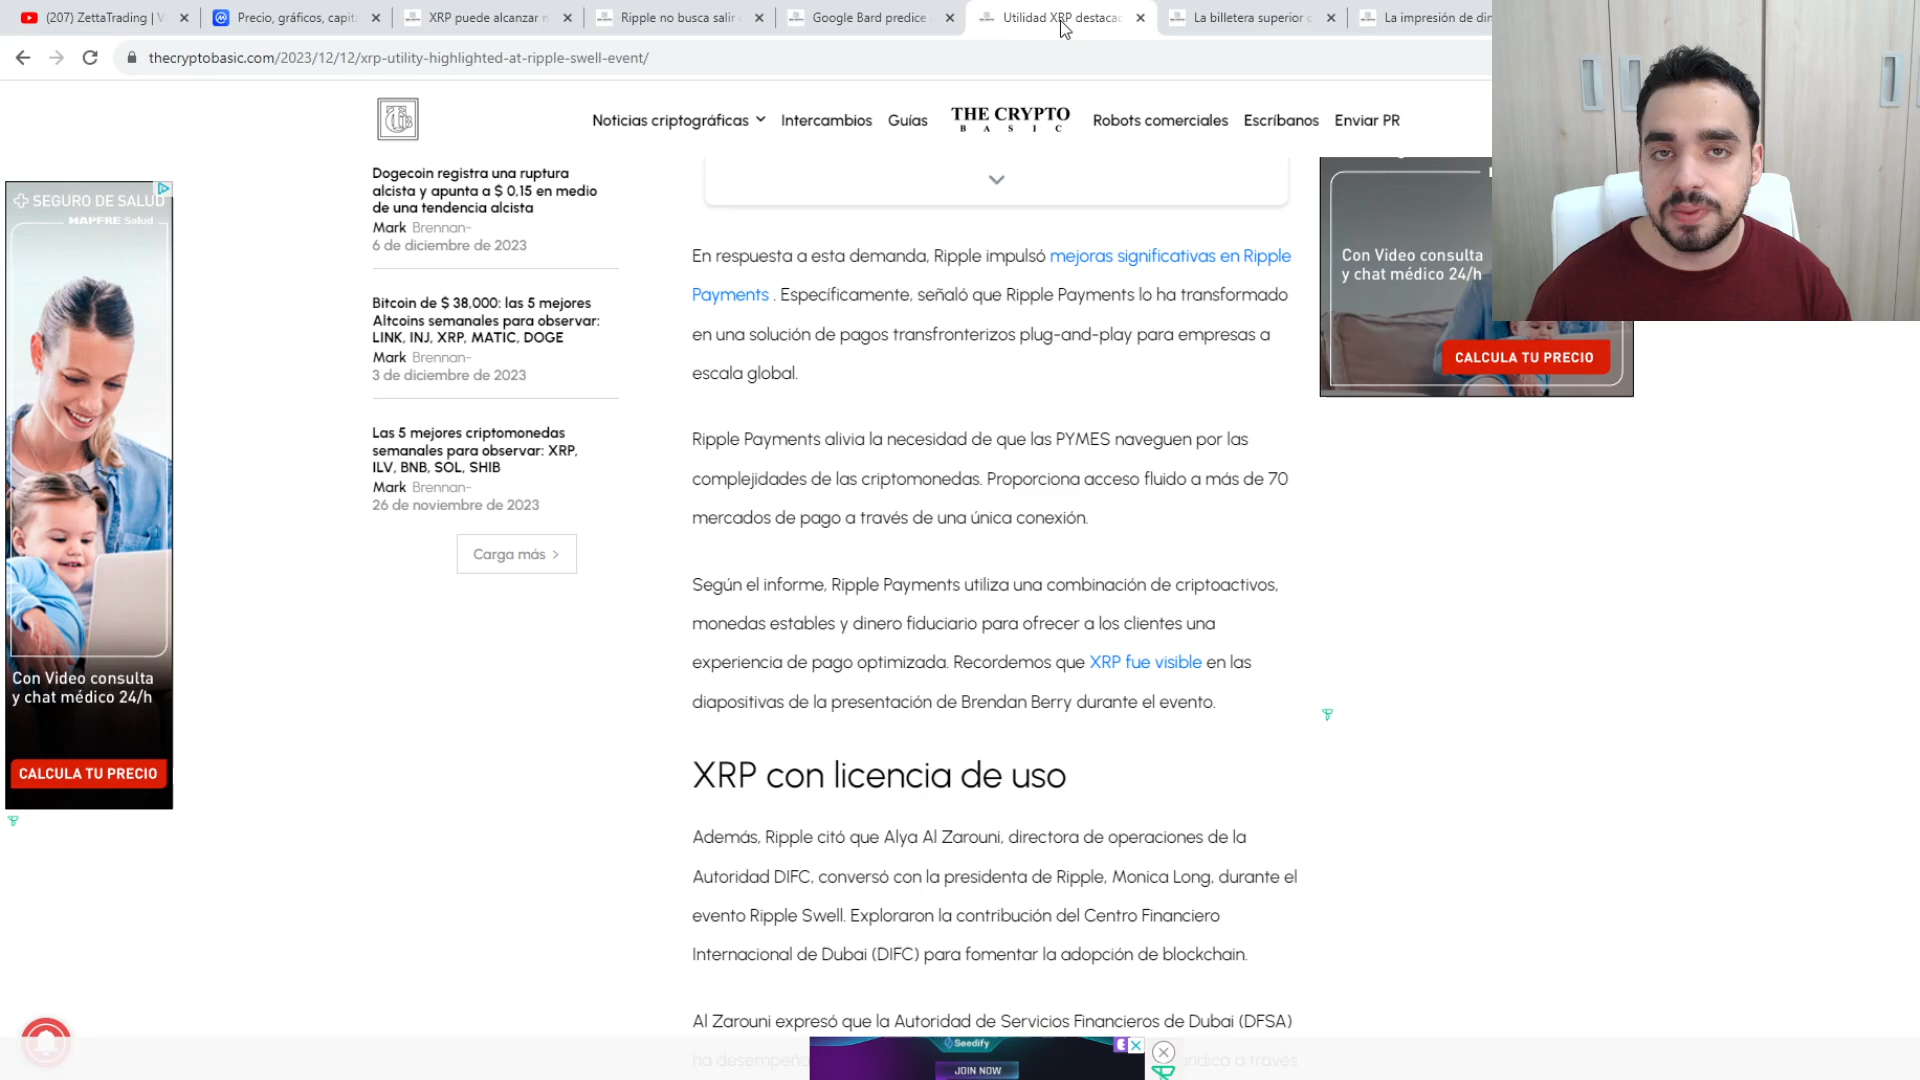 (207) ZettaTrading | V
Precio, gráficos, capit
XRP puede alcanzar n
Ripple no busca salir
Google Bard predice
Utilidad XRP destacac
La billetera superior c
La impresión de din
thecryptobasic.com/2023/12/12/xrp-utility-highlighted-at-ripple-swell-event/
Noticias criptográficas
Intercambios
Guías
THE CRYPTO
BASIC
Robots comerciales
Escríbanos
Enviar PR
SEGURO DE SALUD
MAPFRE Salud
Con Video consulta
y chat médico 24/h
CALCULA TU PRECIO
Dogecoin registra una ruptura
alcista y apunta a $ 0,15 en medio
de una tendencia alcista
Mark Brennan-
6 de diciembre de 2023
Bitcoin de $ 38,000: las 5 mejores
Altcoins semanales para observar:
LINK, INJ, XRP, MATIC, DOGE
Mark Brennan-
3 de diciembre de 2023
Las 5 mejores criptomonedas
semanales para observar: XRP,
ILV, BNB, SOL, SHIB
Mark Brennan-
26 de noviembre de 2023
Carga más >
En respuesta a esta demanda, Ripple impulsó mejoras significativas en Ripple
Payments . Específicamente, señaló que Ripple Payments lo ha transformado
en una solución de pagos transfronterizos plug-and-play para empresas a
escala global.
Ripple Payments alivia la necesidad de que las PYMES naveguen por las
complejidades de las criptomonedas. Proporciona acceso fluido a más de 70
mercados de pago a través de una única conexión.
Según el informe, Ripple Payments utiliza una combinación de criptoactivos,
monedas estables y dinero fiduciario para ofrecer a los clientes una
experiencia de pago optimizada. Recordemos que XRP fue visible en las
diapositivas de la presentación de Brendan Berry durante el evento.
XRP con licencia de uso
Además, Ripple citó que Alya Al Zarouni, directora de operaciones de la
Autoridad DIFC, conversó con la presidenta de Ripple, Monica Long, durante el
evento Ripple Swell. Exploraron la contribución del Centro Financiero
Internacional de Dubai (DIFC) para fomentar la adopción de blockchain.
Al Zarouni expresó que la Autoridad de Servicios Financieros de Dubai (DFSA)
ha desempeña
rídica a través
Con Video consulta
y chat médico 24/h
CALCULA TU PRECIO
Seedify
JOIN NOW